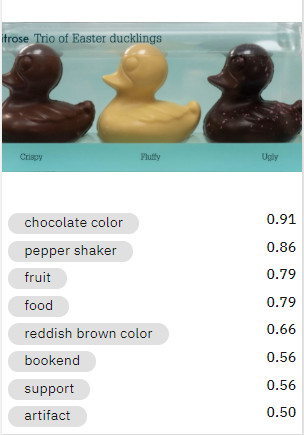 itrose Trio of Easter ducklings
Crispy Fluffy Ugly
chocolate color 0.91
pepper shaker 0.86
fruit 0.79
food 0.79
reddish brown color 0.66
bookend 0.56
support 0.56
artifact 0.50